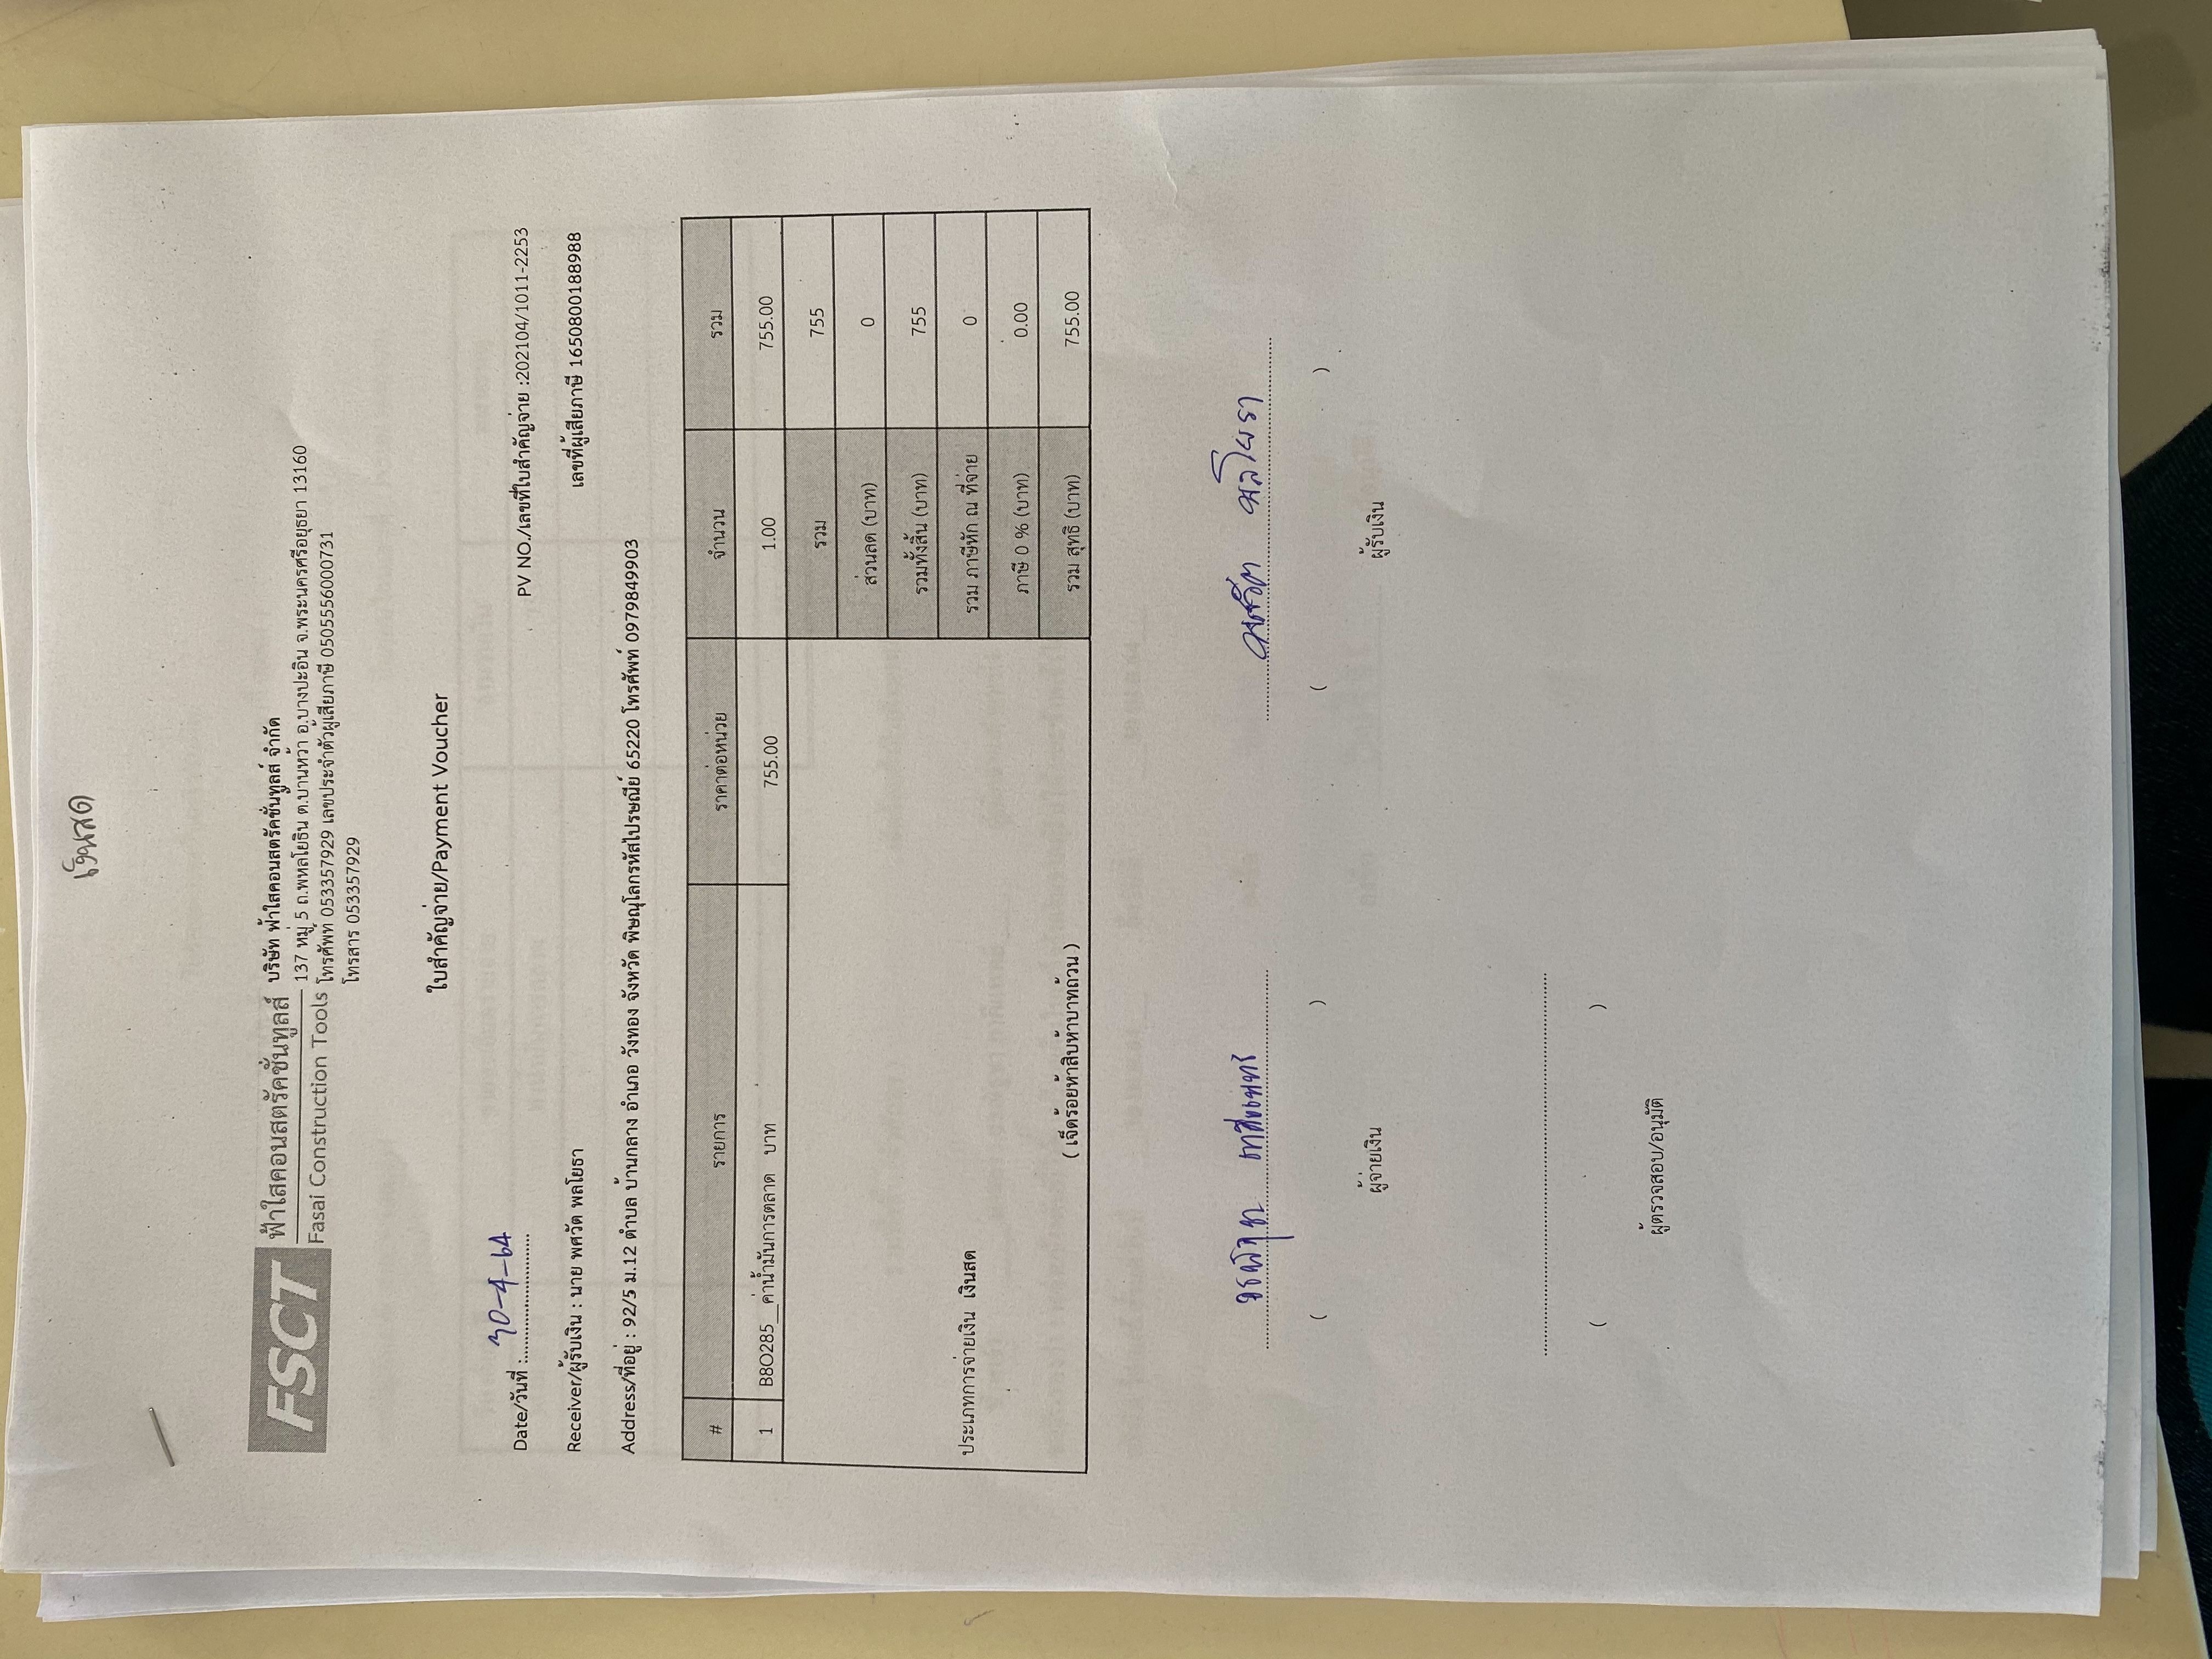 เงินสด
FSCT ฟ้าใสคอนสตรัคชั่นทูลส์
Fasai Construction Tools
บริษัท ฟ้าใสคอนสตรัคชั่นทูลส์ จำกัด
137 หมู่ 5 ถ.พหลโยธิน ต.บ้านหว้า อ.บางปะอิน จ.พระนครศรีอยุธยา 13160
โทรศัพท์ 053357929 เลขประจำตัวผู้เสียภาษี 0505556000731
โทรสาร 053357929
ใบสำคัญจ่าย/Payment Voucher
Date/วันที่ : 30-4-64 PV NO./เลขที่ใบสำคัญจ่าย :202104/1011-2253
Receiver/ผู้รับเงิน : นาย พศวัต พลโยธา เลขที่ผู้เสียภาษี 1650800188988
Address/ที่อยู่ : 92/5 ม.12 ตำบล บ้านกลาง อำเภอ วังทอง จังหวัด พิษณุโลกรหัสไปรษณีย์ 65220 โทรศัพท์ 0979849903
# รายการ ราคาต่อหน่วย จำนวน รวม
1 B8O285__ค่าน้ำมันการตลาด บาท 755.00 1.00 755.00
รวม 755
ส่วนลด (บาท) 0
รวมทั้งสิ้น (บาท) 755
ประเภทการจ่ายเงิน เงินสด รวม ภาษีหัก ณ ที่จ่าย 0
ภาษี 0 % (บาท) 0.00
( เจ็ดร้อยห้าสิบห้าบาทถ้วน ) รวม สุทธิ (บาท) 755.00
พศวัต พลโยธา
( ) ( )
ผู้จ่ายเงิน ผู้รับเงิน
( )
ผู้ตรวจสอบ/อนุมัติ